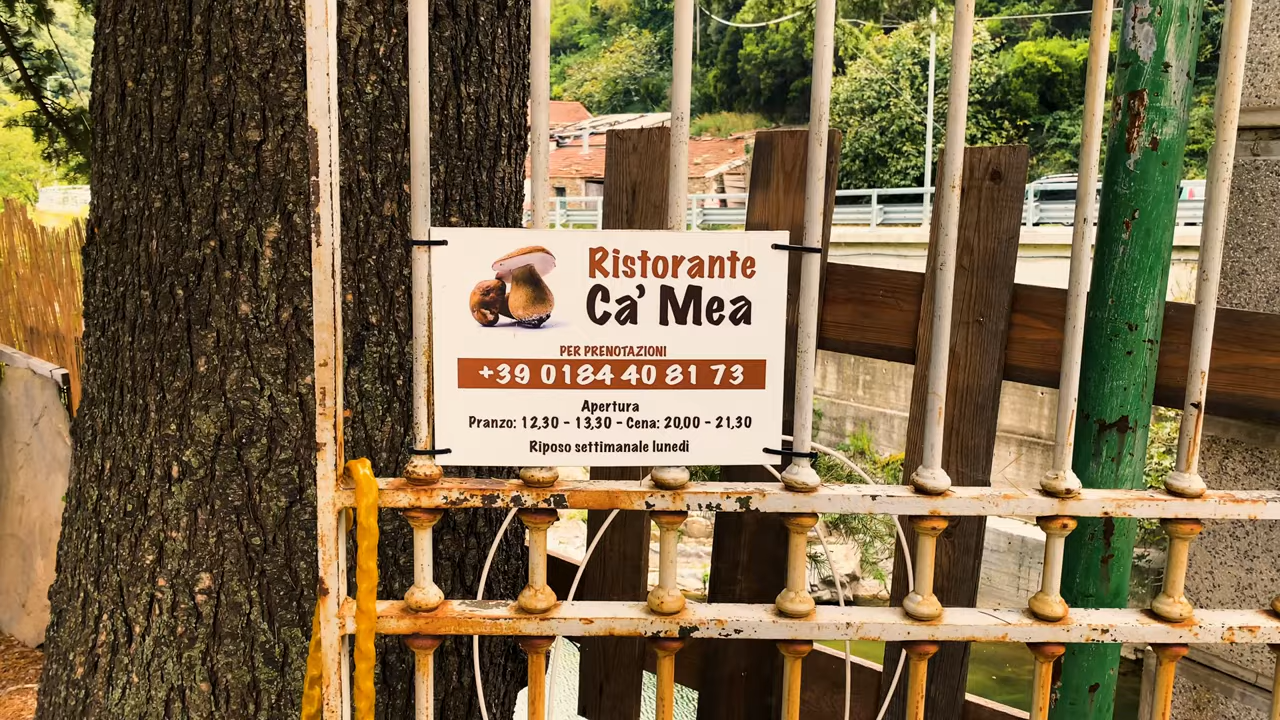 Ristorante
Ca' Mea
PER PRENOTAZIONI
+39 0184 40 81 73
Apertura
Pranzo: 12,30 - 13,30 - Cena: 20,00 - 21,30
Riposo settimanale lunedì